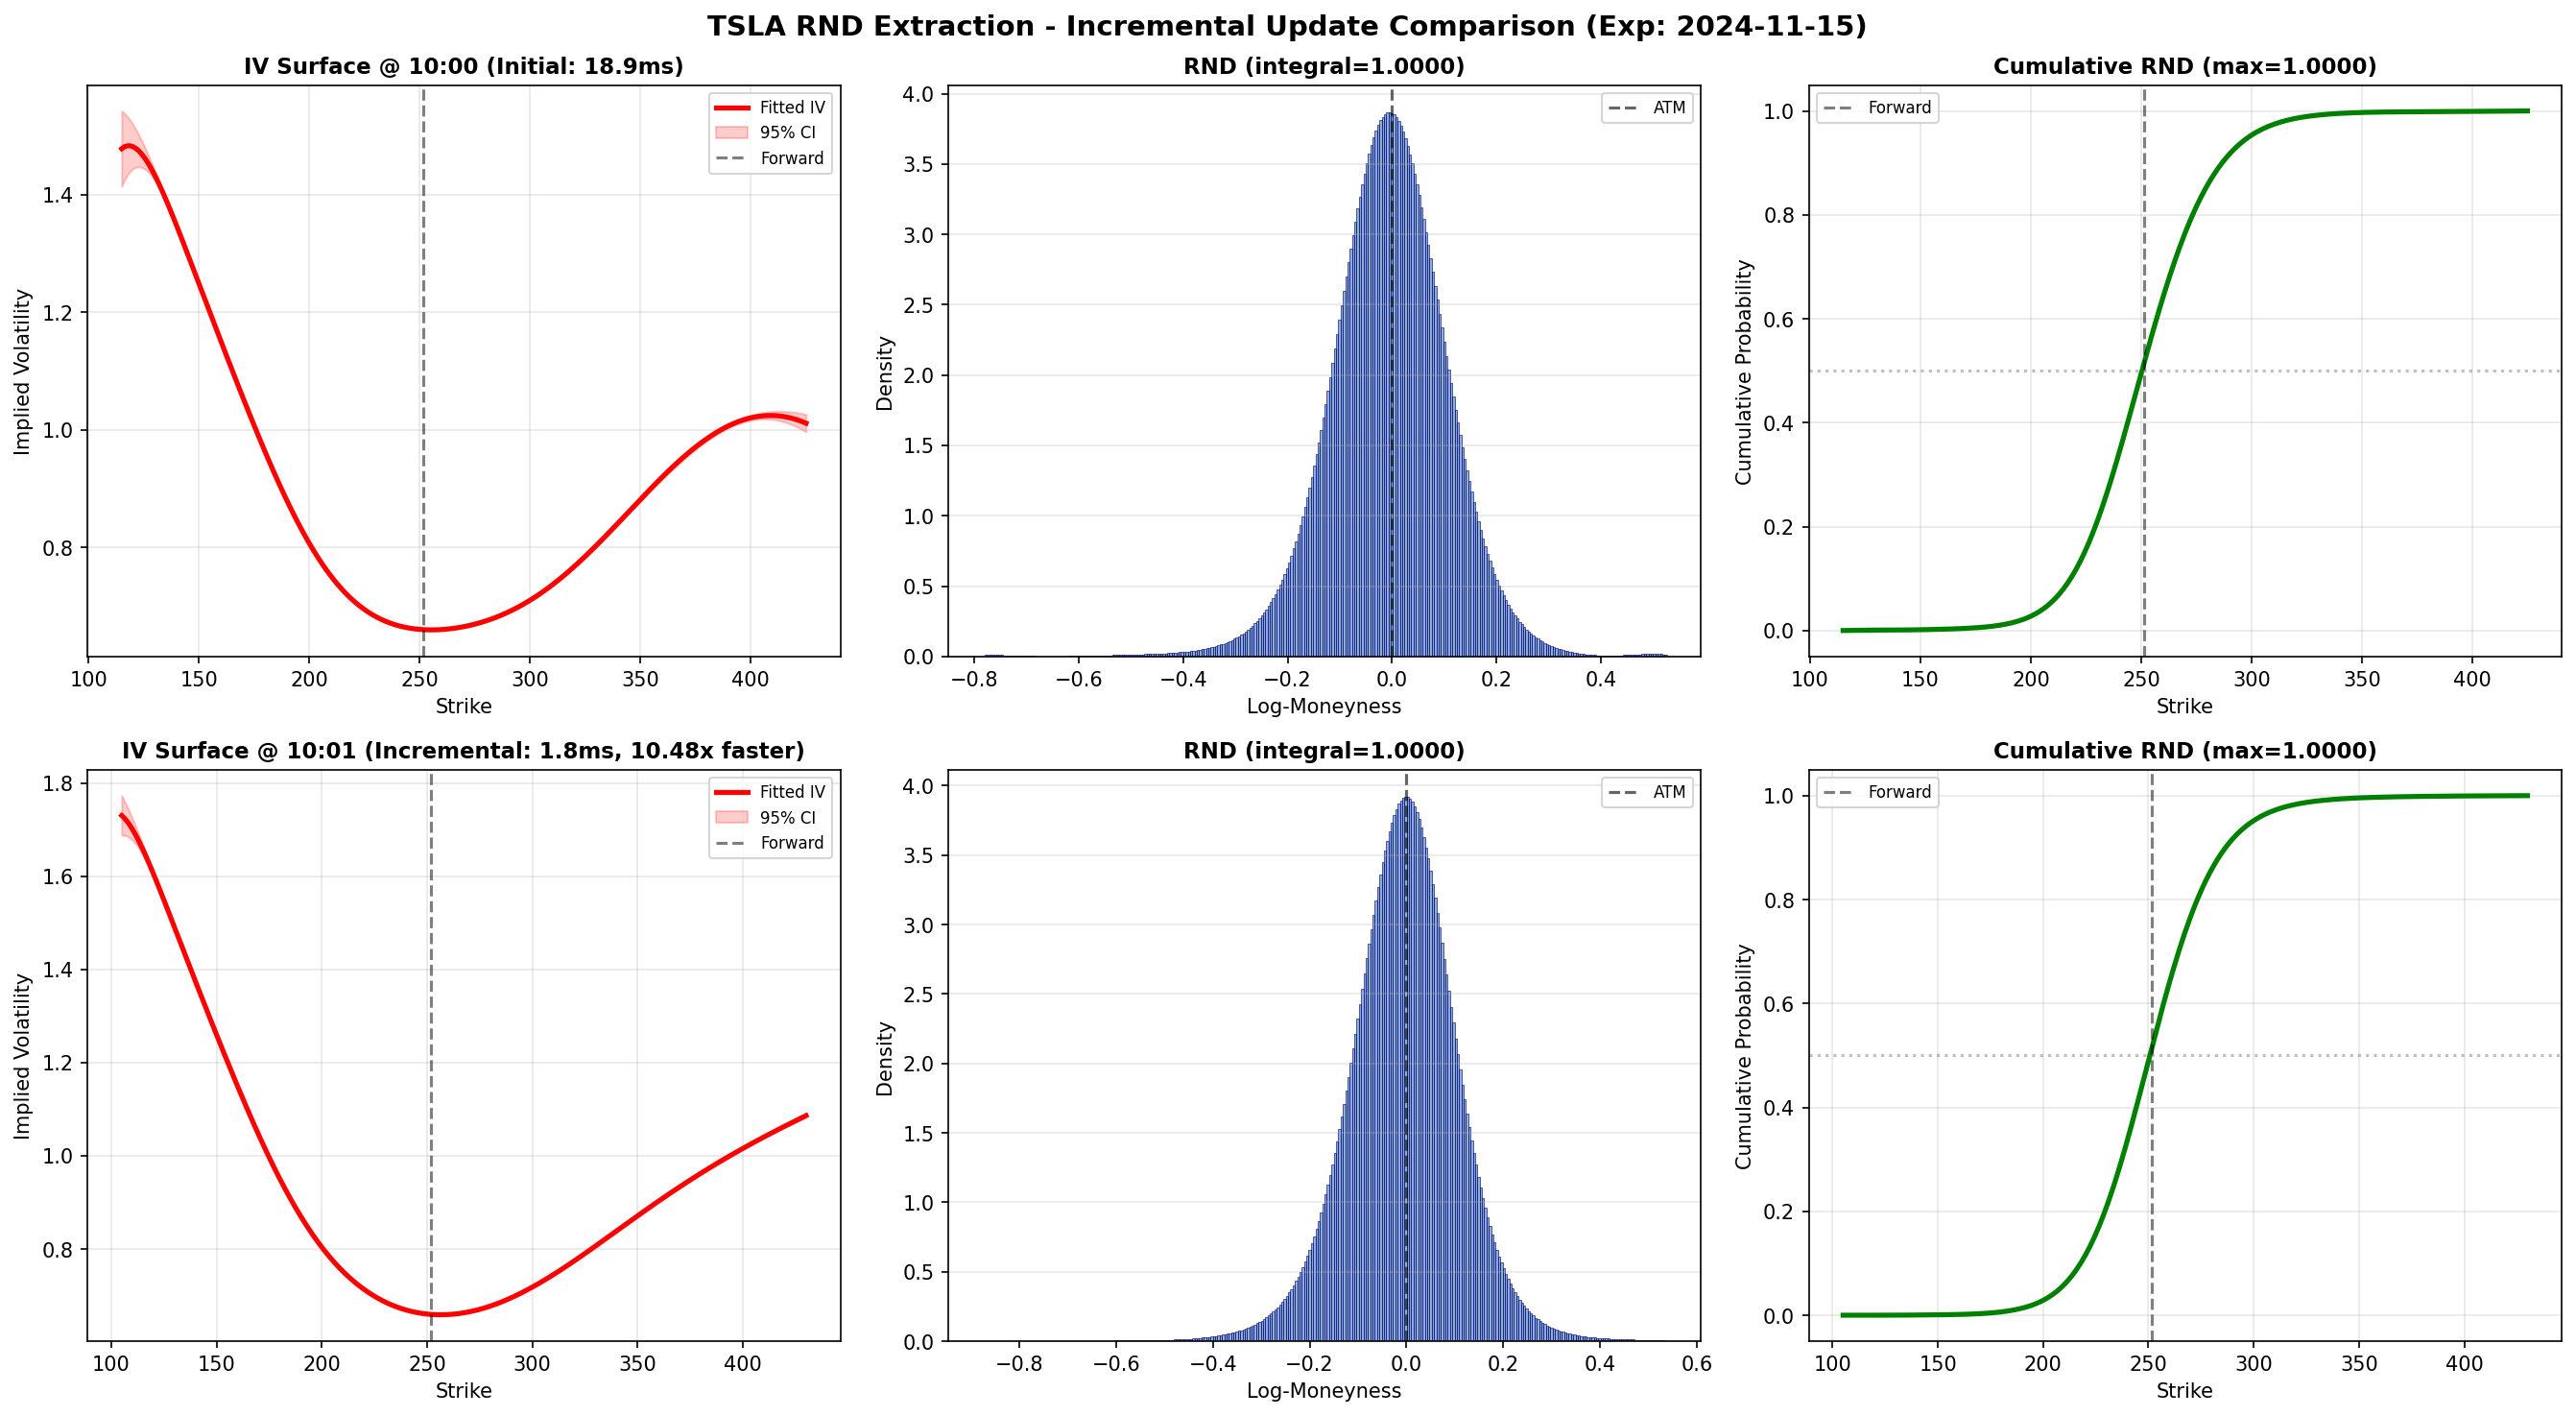 TSLA RND Extraction - Incremental Update Comparison (Exp: 2024-11-15)
IV Surface @ 10:00 (Initial: 18.9ms)
Implied Volatility
1.4
1.2
1.0
0.8
Fitted IV
95% CI
Forward
100 150 200 250 300 350 400
Strike
RND (integral=1.0000)
Density
4.0
3.5
3.0
2.5
2.0
1.5
1.0
0.5
0.0
ATM
−0.8 −0.6 −0.4 −0.2 0.0 0.2 0.4
Log-Moneyness
Cumulative RND (max=1.0000)
Cumulative Probability
1.0
0.8
0.6
0.4
0.2
0.0
Forward
100 150 200 250 300 350 400
Strike
IV Surface @ 10:01 (Incremental: 1.8ms, 10.48x faster)
Implied Volatility
1.8
1.6
1.4
1.2
1.0
0.8
Fitted IV
95% CI
Forward
100 150 200 250 300 350 400
Strike
RND (integral=1.0000)
Density
4.0
3.5
3.0
2.5
2.0
1.5
1.0
0.5
0.0
ATM
−0.8 −0.6 −0.4 −0.2 0.0 0.2 0.4 0.6
Log-Moneyness
Cumulative RND (max=1.0000)
Cumulative Probability
1.0
0.8
0.6
0.4
0.2
0.0
Forward
100 150 200 250 300 350 400
Strike